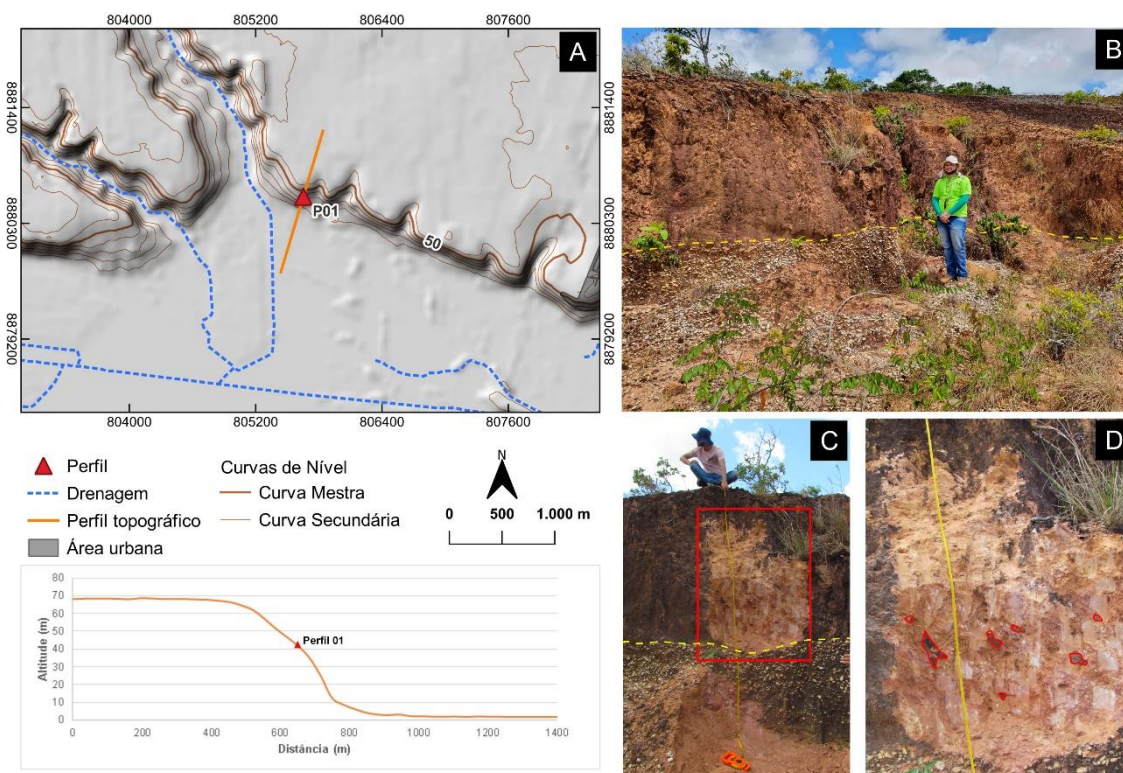 804000 805200 806400 807600
A
8881400
8881400
P01
8880300
8880300
50
8879200
8879200
804000 805200 806400 807600
B
Perfil
Drenagem
Perfil topográfico
Área urbana
Curvas de Nível
Curva Mestra
Curva Secundária
N
0 500 1.000 m
C
D
80
70
60
50
40
30
20
10
0
Altitude (m)
Perfil 01
0 200 400 600 800 1000 1200 1400
Distância (m)